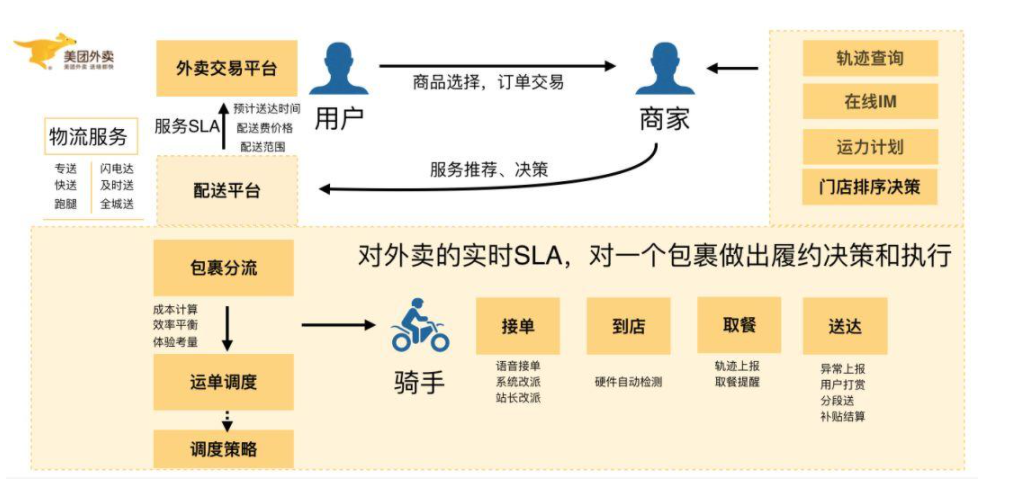 美团外卖
美团外卖 送啥都快
外卖交易平台
用户
商品选择，订单交易
商家
轨迹查询
在线IM
运力计划
门店排序决策
服务SLA
预计送达时间
配送费价格
配送范围
物流服务
专送
闪电达
快送
及时送
跑腿
全城送
配送平台
服务推荐、决策
对外卖的实时SLA，对一个包裹做出履约决策和执行
包裹分流
成本计算
效率平衡
体验考量
运单调度
调度策略
骑手
接单
语音接单
系统改派
站长改派
到店
硬件自动检测
取餐
轨迹上报
取餐提醒
送达
异常上报
用户打赏
分段送
补贴结算